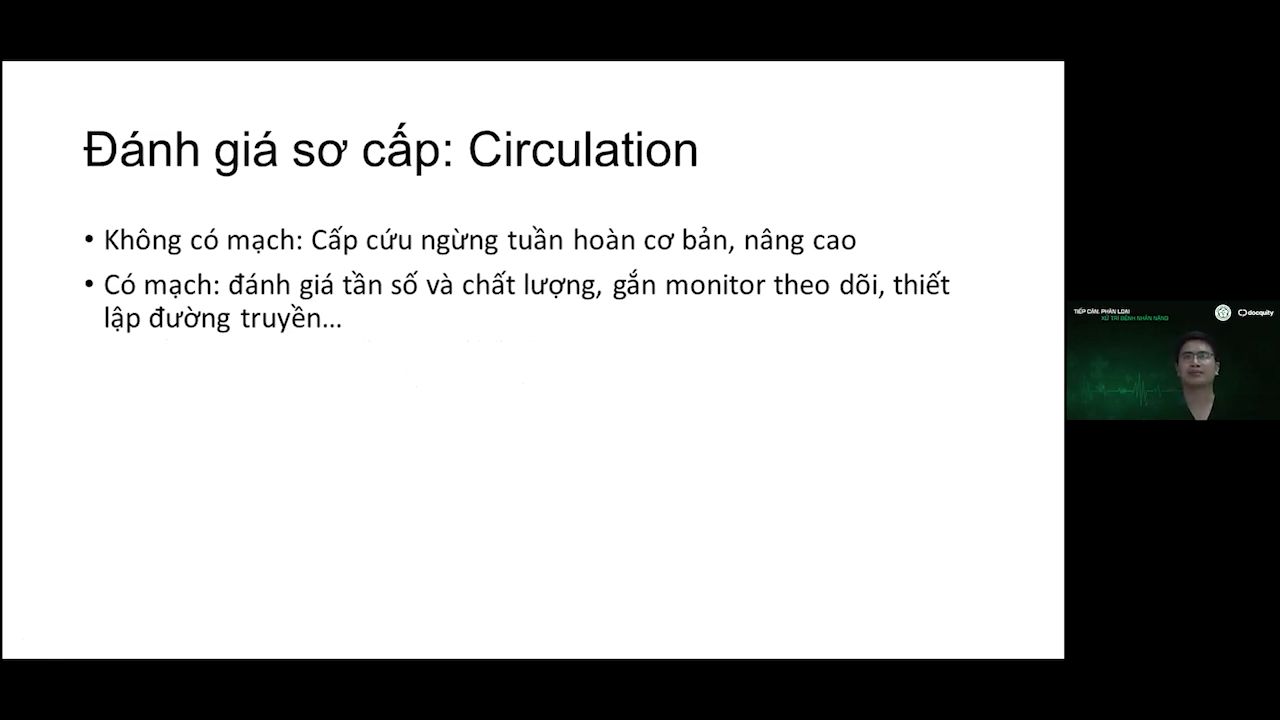 Đánh giá sơ cấp: Circulation
• Không có mạch: Cấp cứu ngừng tuần hoàn cơ bản, nâng cao
• Có mạch: đánh giá tần số và chất lượng, gắn monitor theo dõi, thiết
lập đường truyền...
TIẾP CẬN, PHÂN LOẠI
XỬ TRÍ BỆNH NHÂN NẶNG
docquity